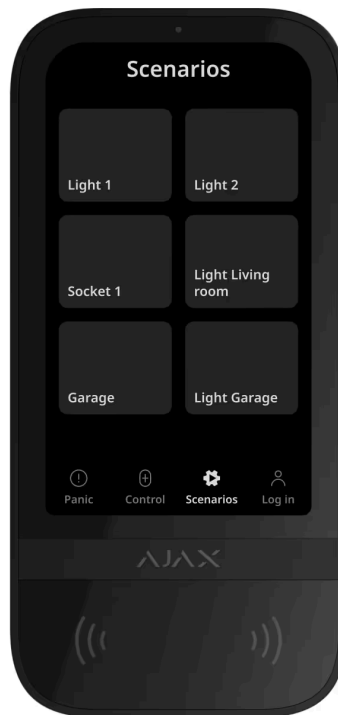 Scenarios
Light 1
Light 2
Socket 1
Light Living
room
Garage
Light Garage
Panic
Control
Scenarios
Log in
AJAX